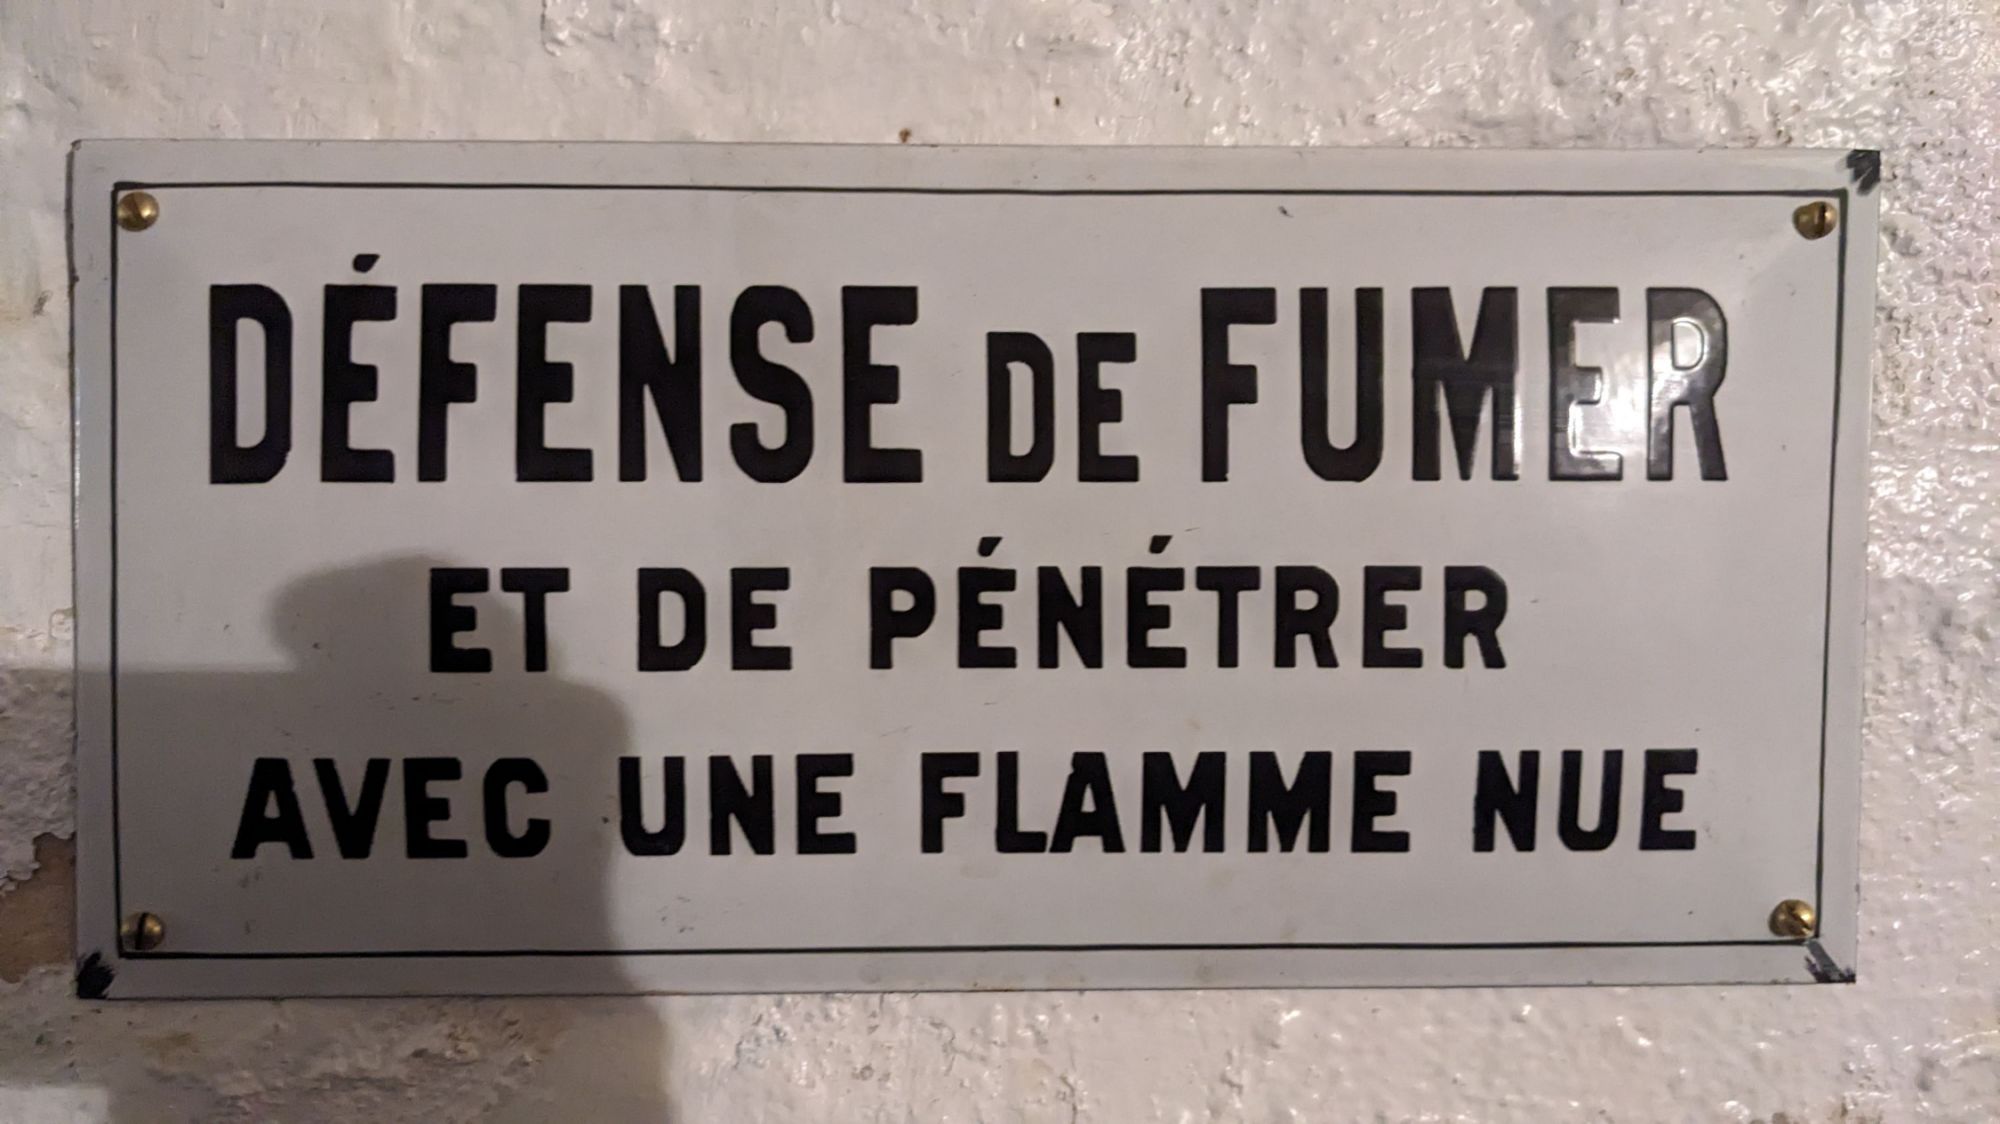 DÉFENSE DE FUMER
ET DE PÉNÉTRER
AVEC UNE FLAMME NUE